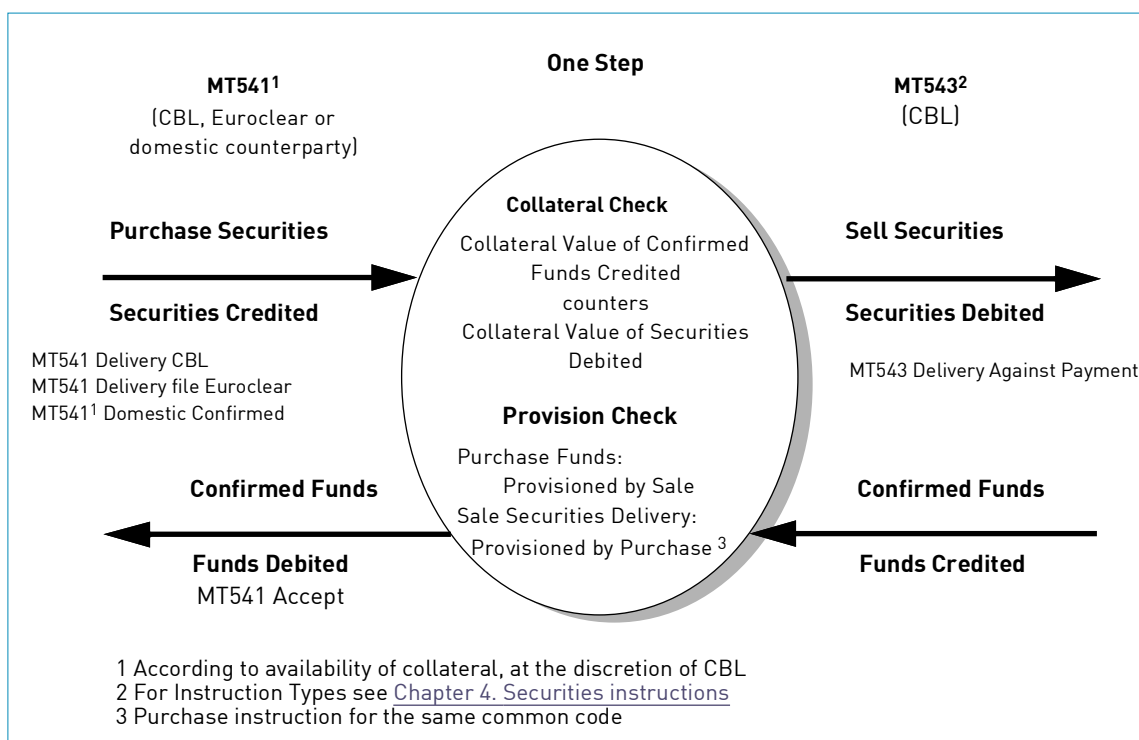 One Step
MT541¹
(CBL, Euroclear or
domestic counterparty)
MT543²
(CBL)
Purchase Securities
Securities Credited
MT541 Delivery CBL
MT541 Delivery file Euroclear
MT541¹ Domestic Confirmed
Collateral Check
Collateral Value of Confirmed
Funds Credited
counters
Collateral Value of Securities
Debited
Provision Check
Purchase Funds:
Provisioned by Sale
Sale Securities Delivery:
Provisioned by Purchase ³
Sell Securities
Securities Debited
MT543 Delivery Against Payment
Confirmed Funds
Funds Debited
MT541 Accept
Confirmed Funds
Funds Credited
1 According to availability of collateral, at the discretion of CBL
2 For Instruction Types see Chapter 4. Securities instructions
3 Purchase instruction for the same common code